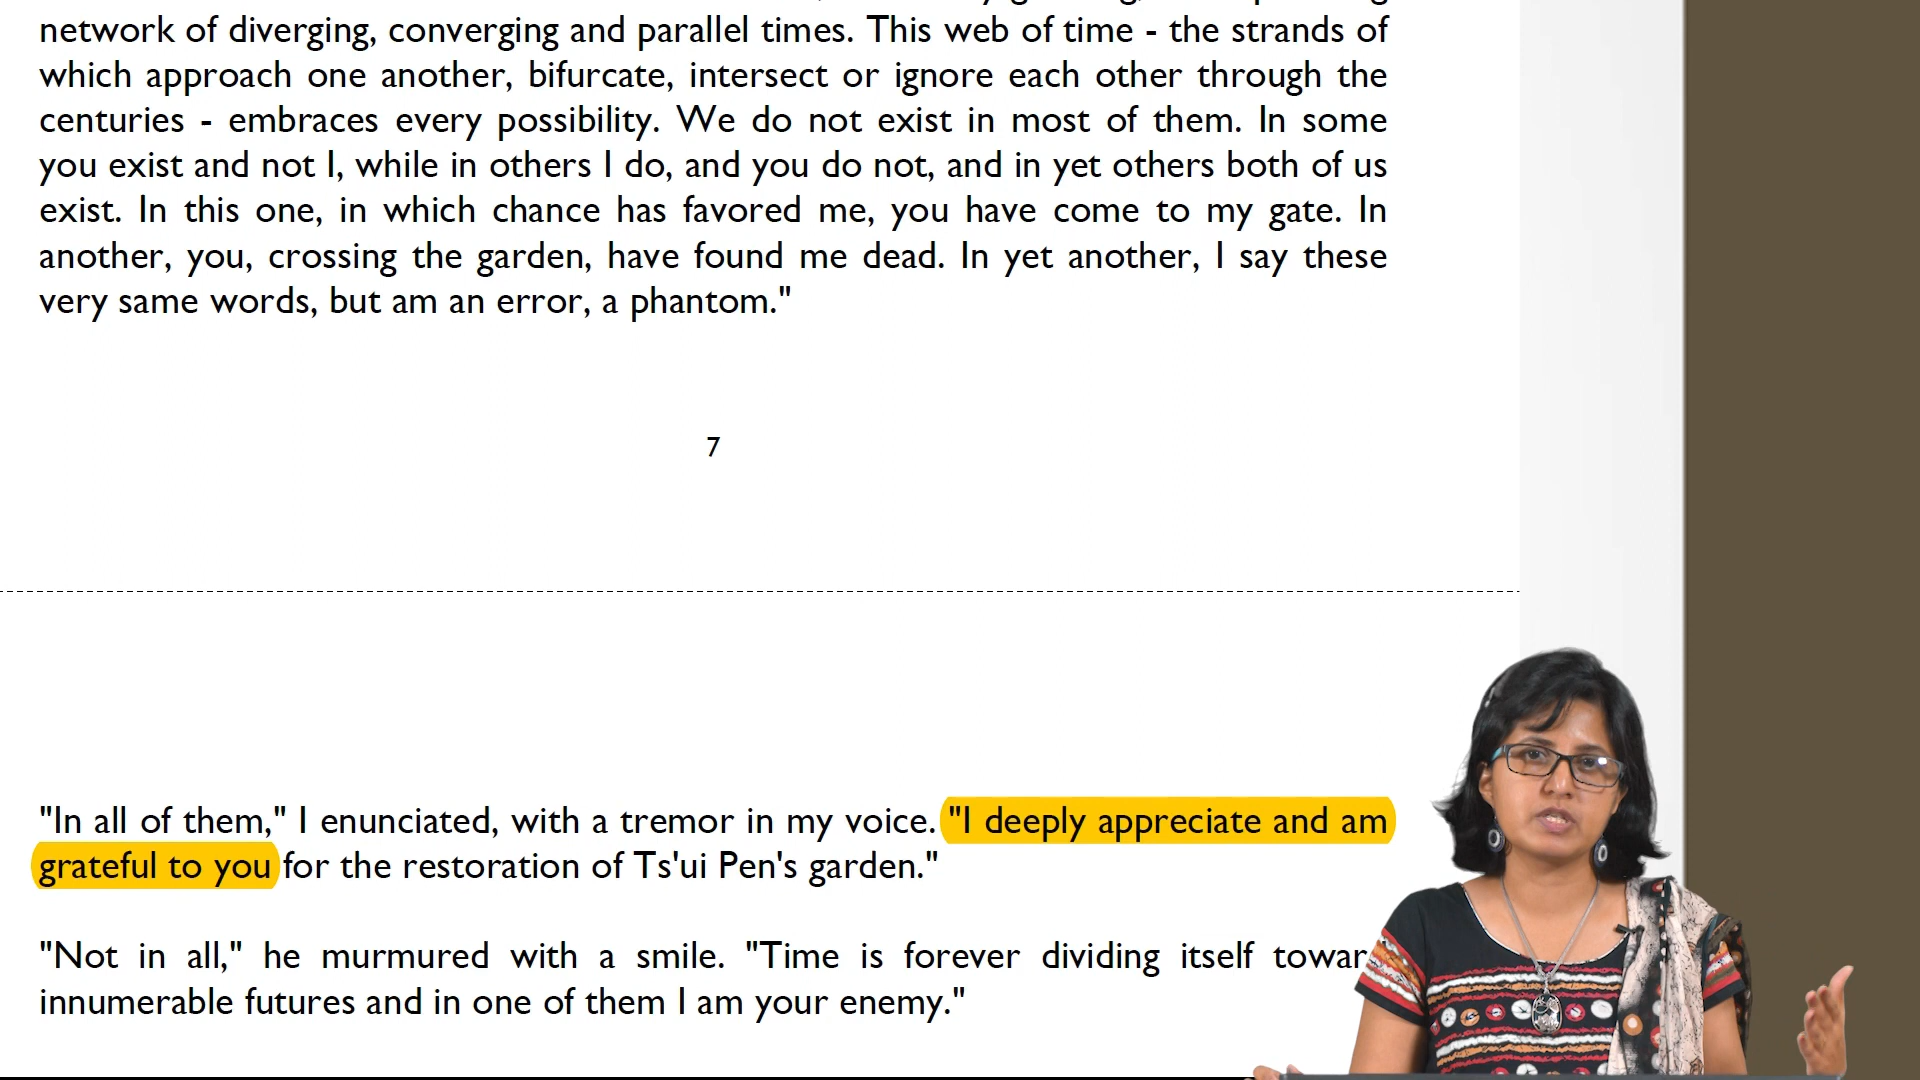 network of diverging, converging and parallel times. This web of time - the strands of
which approach one another, bifurcate, intersect or ignore each other through the
centuries - embraces every possibility. We do not exist in most of them. In some
you exist and not I, while in others I do, and you do not, and in yet others both of us
exist. In this one, in which chance has favored me, you have come to my gate. In
another, you, crossing the garden, have found me dead. In yet another, I say these
very same words, but am an error, a phantom."
7
"In all of them," I enunciated, with a tremor in my voice. "I deeply appreciate and am
grateful to you for the restoration of Ts'ui Pen's garden."
"Not in all," he murmured with a smile. "Time is forever dividing itself toward
innumerable futures and in one of them I am your enemy."